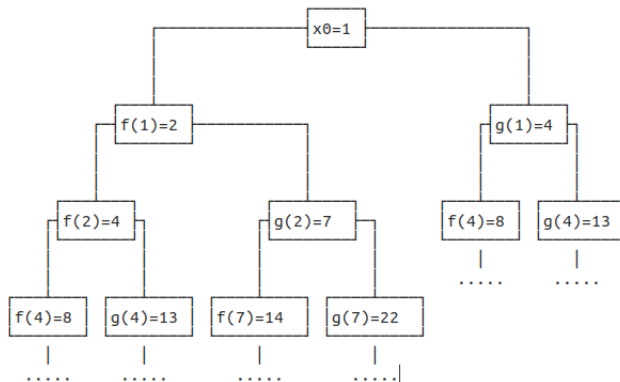 x0=1
f(1)=2 g(1)=4
f(2)=4 g(2)=7 f(4)=8 g(4)=13
..... .....
f(4)=8 g(4)=13 f(7)=14 g(7)=22
..... ..... ..... .....